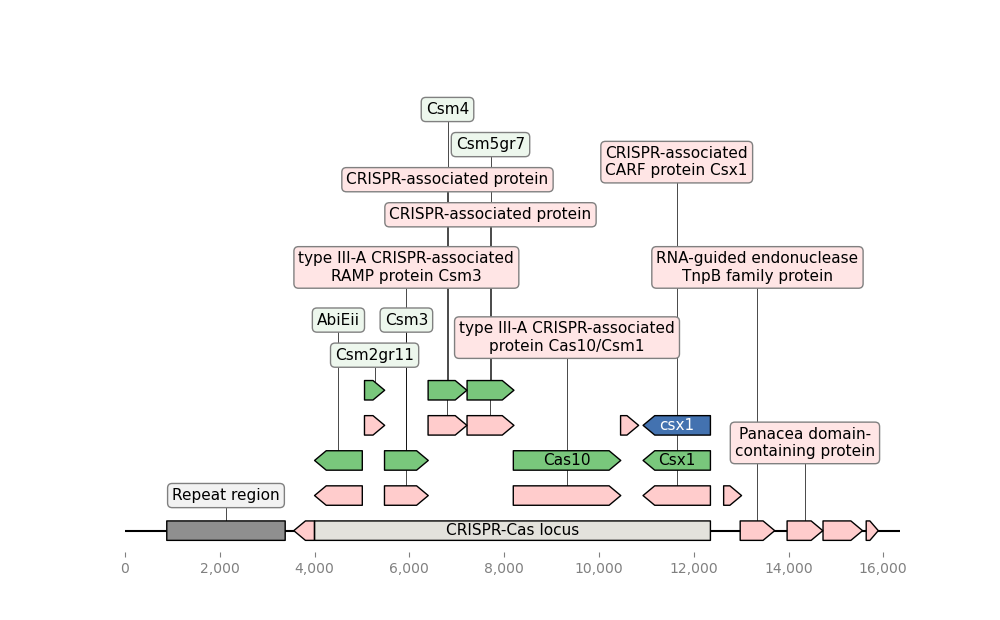 Csm4
Csm5gr7
CRISPR-associated
CARF protein Csx1
CRISPR-associated protein
CRISPR-associated protein
type III-A CRISPR-associated
RAMP protein Csm3
RNA-guided endonuclease
TnpB family protein
AbiEii
Csm3
type III-A CRISPR-associated
protein Cas10/Csm1
Csm2gr11
csx1
Panacea domain-
containing protein
Cas10
Csx1
Repeat region
CRISPR-Cas locus
0
2,000
4,000
6,000
8,000
10,000
12,000
14,000
16,000